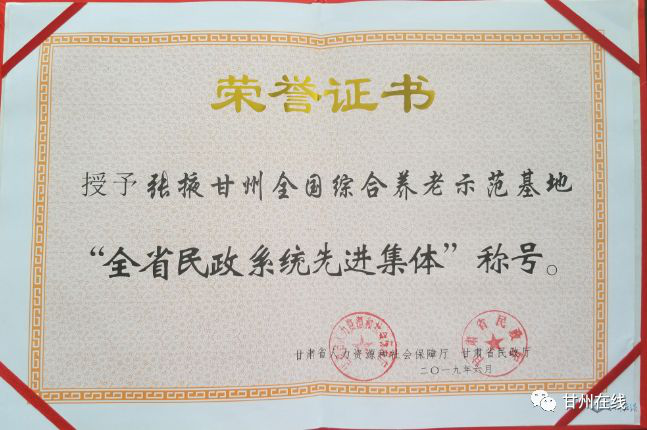 荣誉证书
授予张掖甘州全国综合养老示范基地
“全省民政系统先进集体”称号。
甘肃省人力资源和社会保障厅 甘肃省民政厅
二〇一九年六月
甘州在线